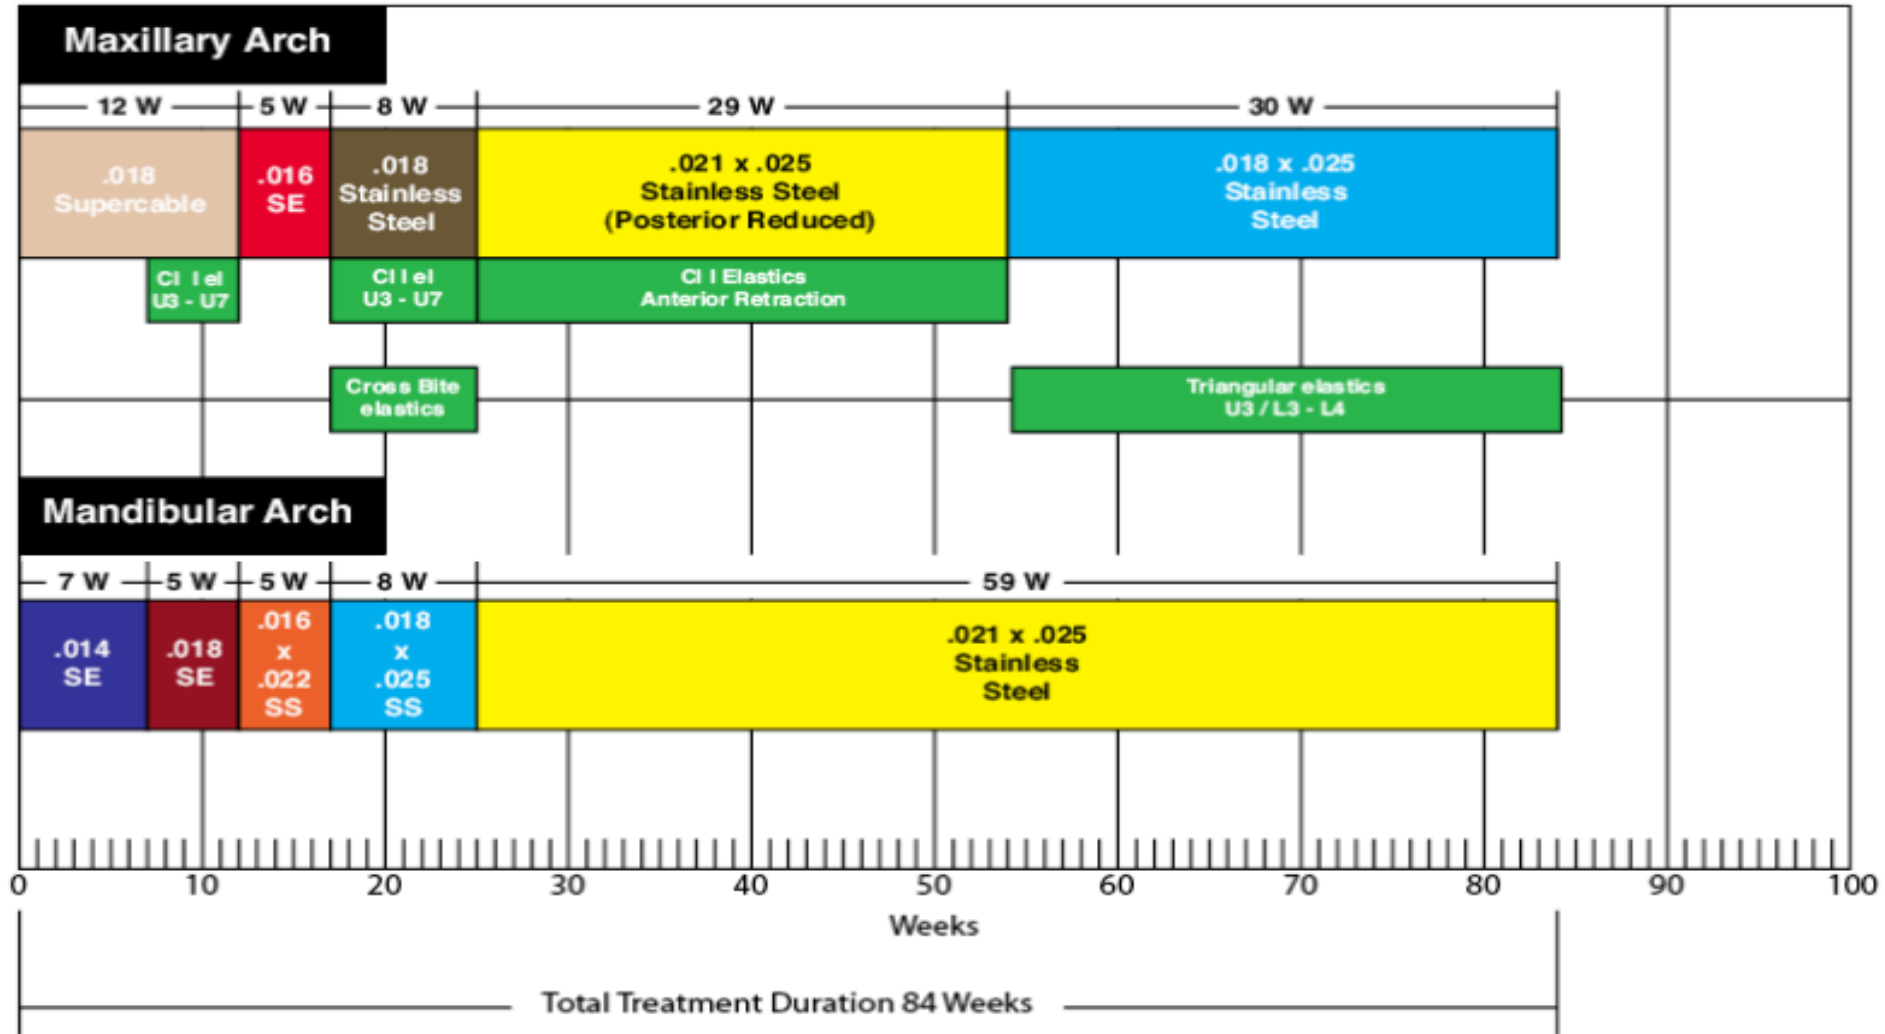 Maxillary Arch
12 W 5 W 8 W 29 W 30 W
.018
Supercable
.016
SE
.018
Stainless
Steel
.021 x .025
Stainless Steel
(Posterior Reduced)
.018 x .025
Stainless
Steel
Cl I el
U3 - U7
Cl I el
U3 - U7
Cl I Elastics
Anterior Retraction
Cross Bite
elastics
Triangular elastics
U3 / L3 - L4
Mandibular Arch
7 W 5 W 5 W 8 W 59 W
.014
SE
.018
SE
.016
x
.022
SS
.018
x
.025
SS
.021 x .025
Stainless
Steel
0 10 20 30 40 50 60 70 80 90 100
Weeks
Total Treatment Duration 84 Weeks